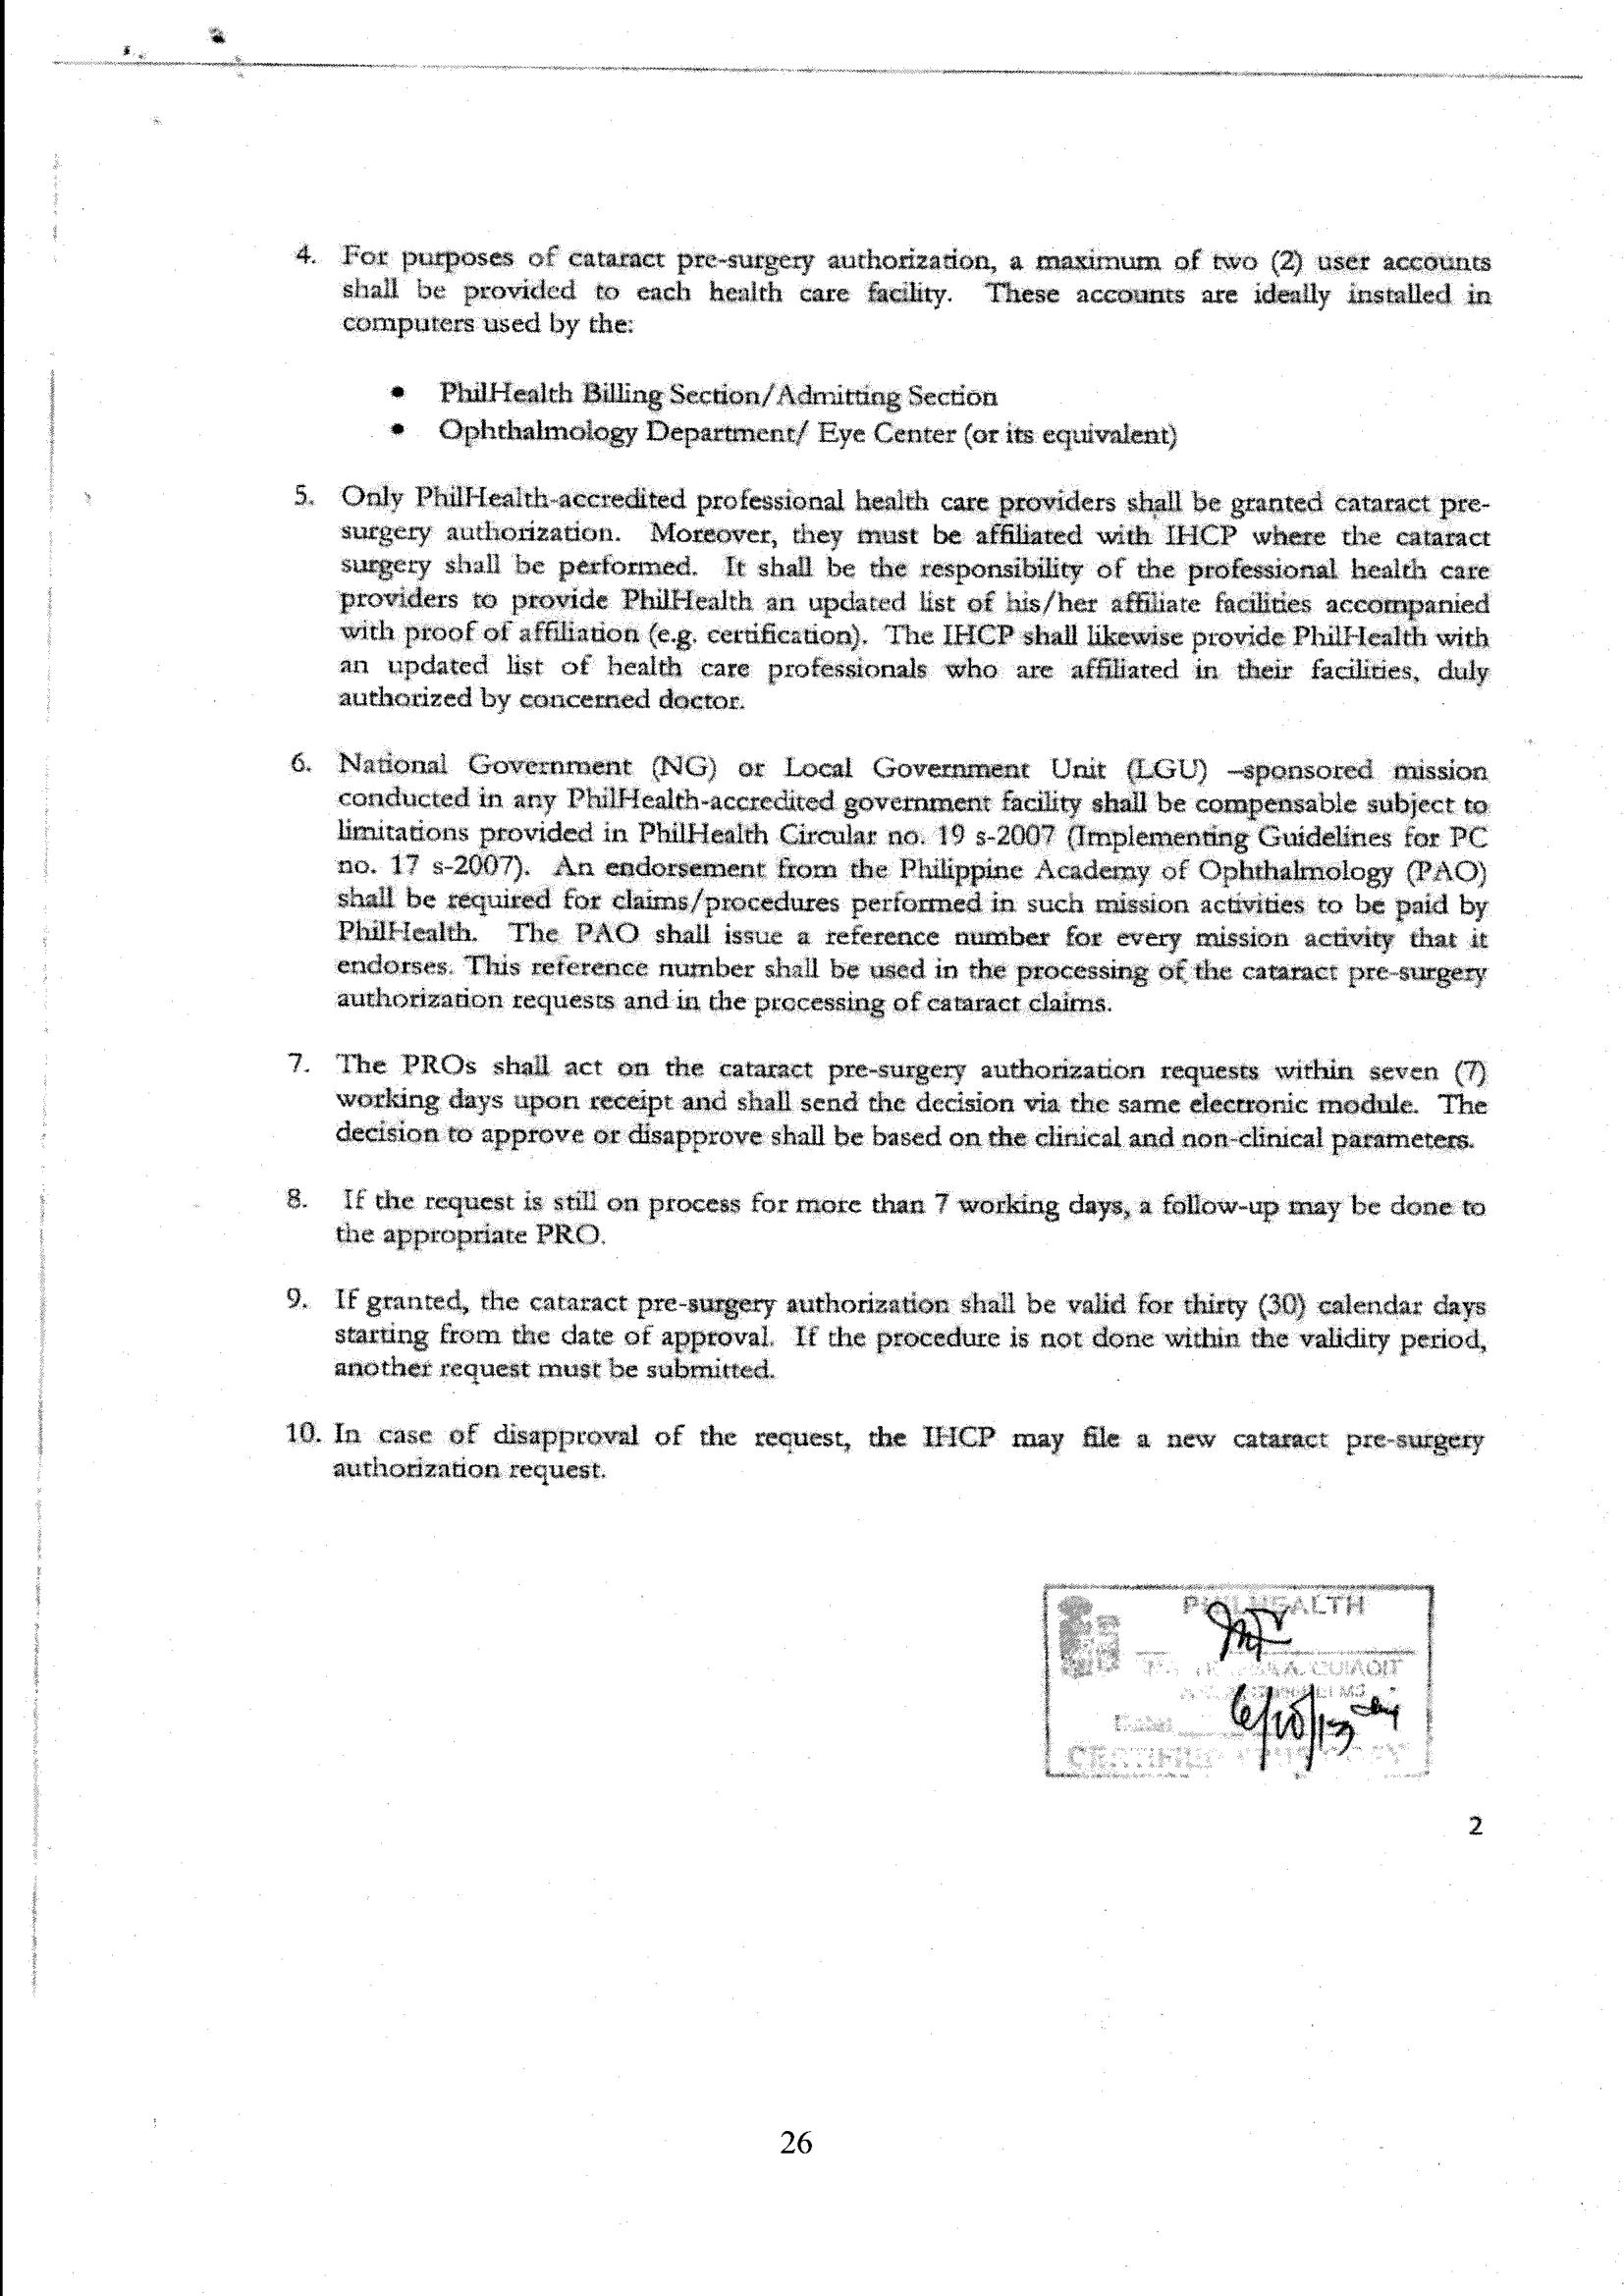 4. For purposes of cataract pre-surgery authorization, a maximum of two (2) user accounts
shall be provided to each health care facility. These accounts are ideally installed in
computers used by the:
• PhilHealth Billing Section/Admitting Section
• Ophthalmology Department/ Eye Center (or its equivalent)
5. Only PhilHealth-accredited professional health care providers shall be granted cataract pre-
surgery authorization. Moreover, they must be affiliated with IHCP where the cataract
surgery shall be performed. It shall be the responsibility of the professional health care
providers to provide PhilHealth an updated list of his/her affiliate facilities accompanied
with proof of affiliation (e.g. certification). The IHCP shall likewise provide PhilHealth with
an updated list of health care professionals who are affiliated in their facilities, duly
authorized by concerned doctor.
6. National Government (NG) or Local Government Unit (LGU) –sponsored mission
conducted in any PhilHealth-accredited government facility shall be compensable subject to
limitations provided in PhilHealth Circular no. 19 s-2007 (Implementing Guidelines for PC
no. 17 s-2007). An endorsement from the Philippine Academy of Ophthalmology (PAO)
shall be required for claims/procedures performed in such mission activities to be paid by
PhilHealth. The PAO shall issue a reference number for every mission activity that it
endorses. This reference number shall be used in the processing of the cataract pre-surgery
authorization requests and in the processing of cataract claims.
7. The PROs shall act on the cataract pre-surgery authorization requests within seven (7)
working days upon receipt and shall send the decision via the same electronic module. The
decision to approve or disapprove shall be based on the clinical and non-clinical parameters.
8. If the request is still on process for more than 7 working days, a follow-up may be done to
the appropriate PRO.
9. If granted, the cataract pre-surgery authorization shall be valid for thirty (30) calendar days
starting from the date of approval. If the procedure is not done within the validity period,
another request must be submitted.
10. In case of disapproval of the request, the IHCP may file a new cataract pre-surgery
authorization request.
PHILHEALTH
Date: 6/10/13
CERTIFIED TRUE COPY
2
26